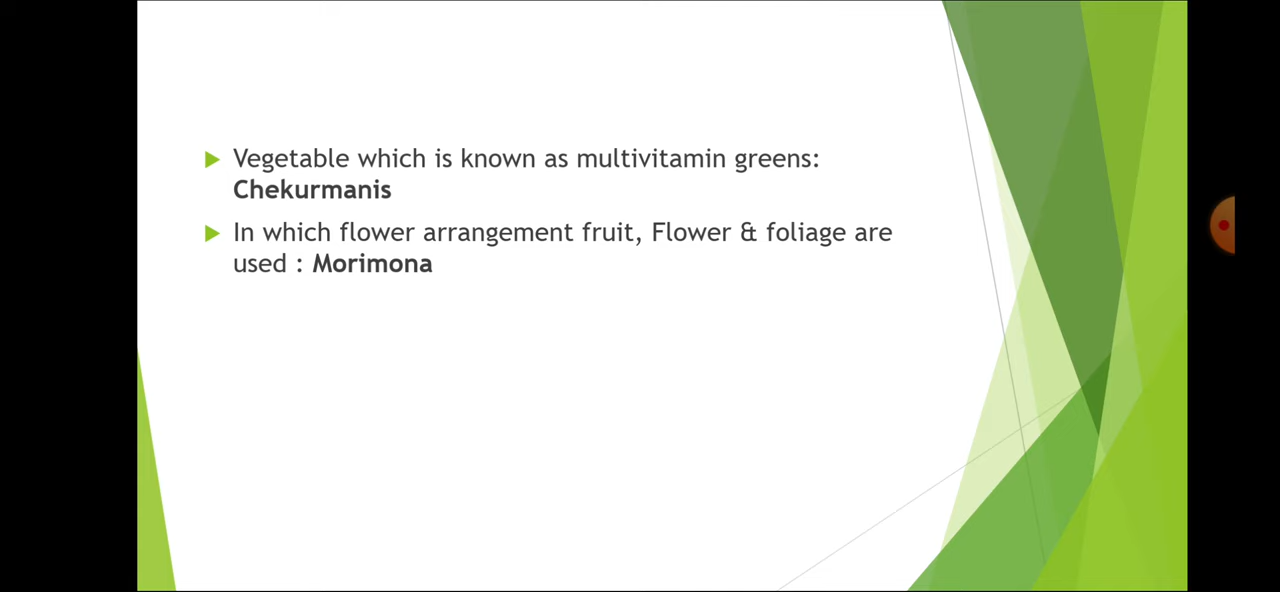 Vegetable which is known as multivitamin greens:
Chekurmanis
In which flower arrangement fruit, Flower & foliage are
used : Morimona